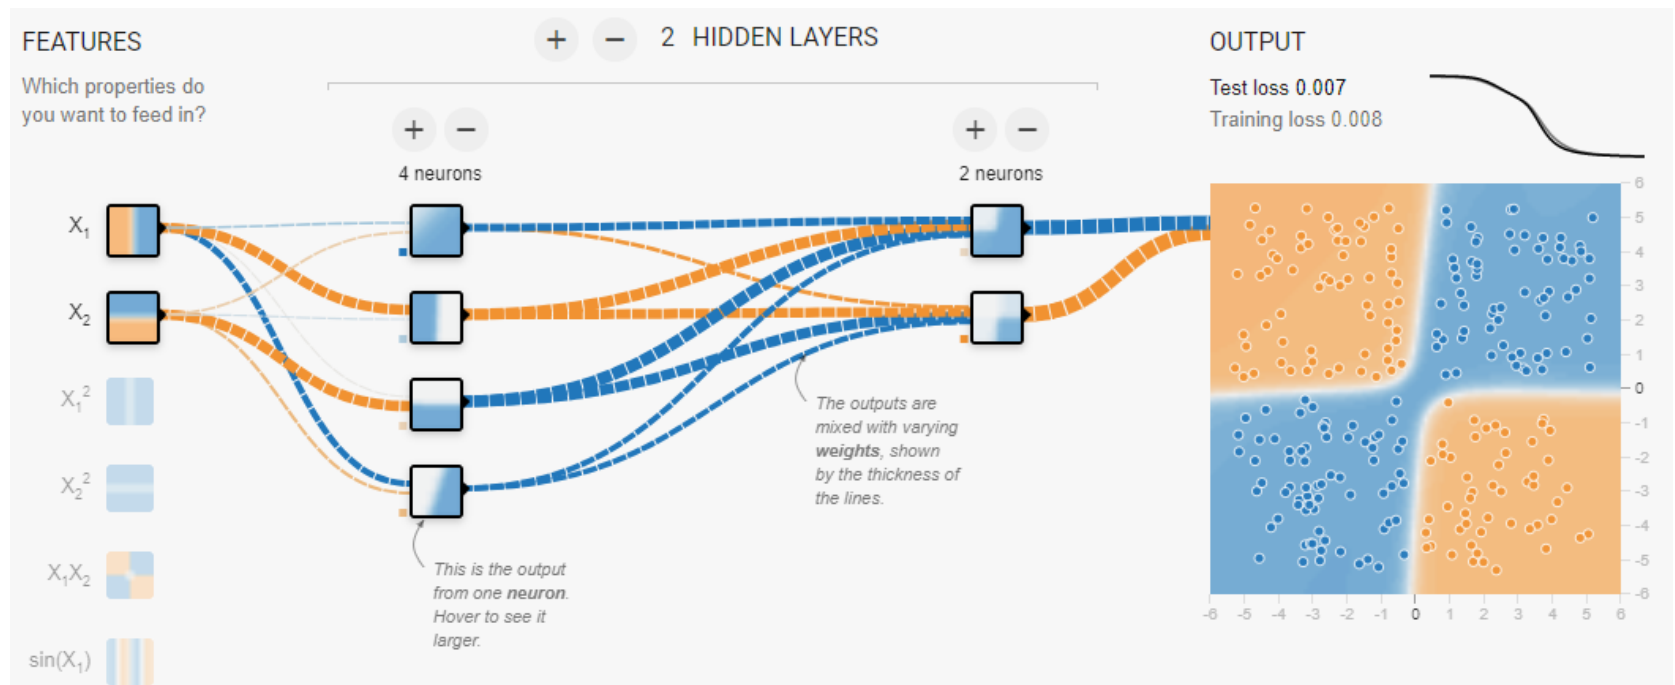 FEATURES
Which properties do
you want to feed in?
+ − 2 HIDDEN LAYERS
+ −
4 neurons
+ −
2 neurons
OUTPUT
Test loss 0.007
Training loss 0.008
X₁
X₂
X₁²
X₂²
X₁X₂
sin(X₁)
The outputs are
mixed with varying
weights, shown
by the thickness of
the lines.
This is the output
from one neuron.
Hover to see it
larger.
6
5
4
3
2
1
0
-1
-2
-3
-4
-5
-6
-6 -5 -4 -3 -2 -1 0 1 2 3 4 5 6